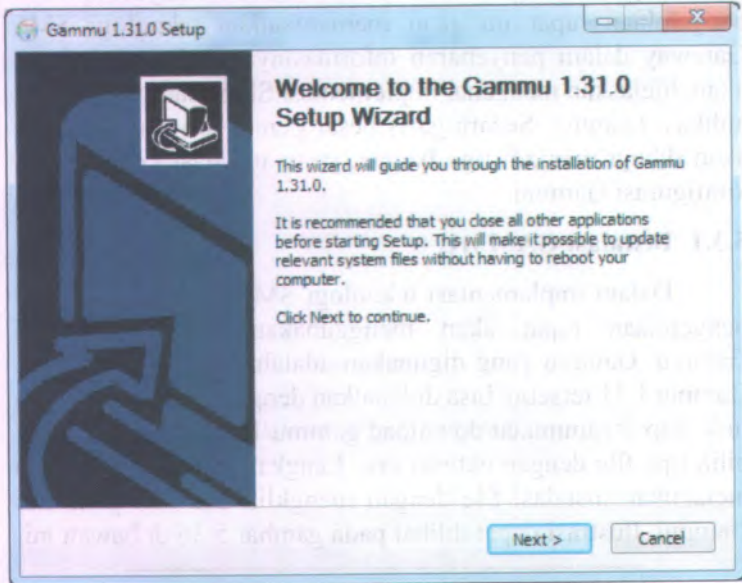 Gammu 1.31.0 Setup
Welcome to the Gammu 1.31.0
Setup Wizard
This wizard will guide you through the installation of Gammu
1.31.0.
It is recommended that you close all other applications
before starting Setup. This will make it possible to update
relevant system files without having to reboot your
computer.
Click Next to continue.
Next >
Cancel